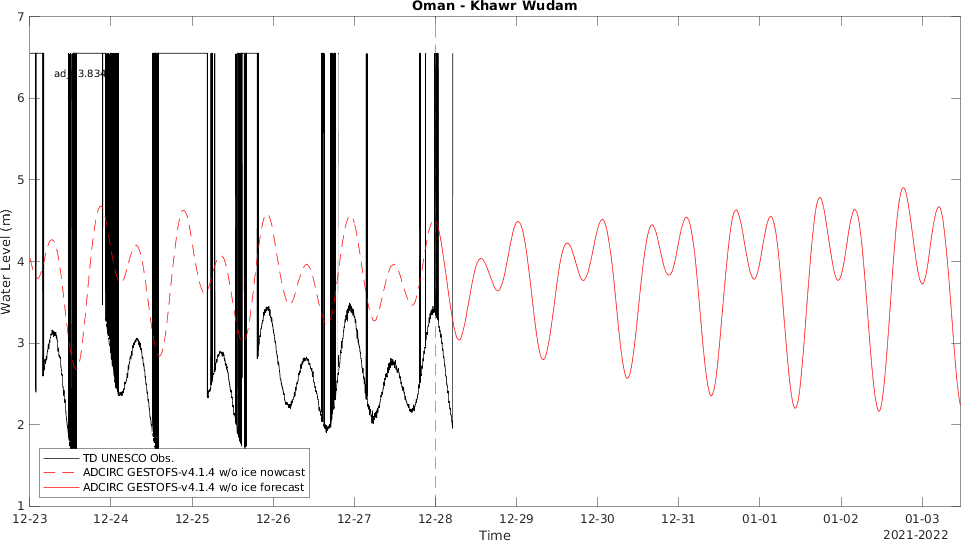 Oman - Khawr Wudam
7
6
5
4
3
2
1
Water Level (m)
TD UNESCO Obs.
ADCIRC GESTOFS-v4.1.4 w/o ice nowcast
ADCIRC GESTOFS-v4.1.4 w/o ice forecast
12-23 12-24 12-25 12-26 12-27 12-28 12-29 12-30 12-31 01-01 01-02 01-03
Time
2021-2022